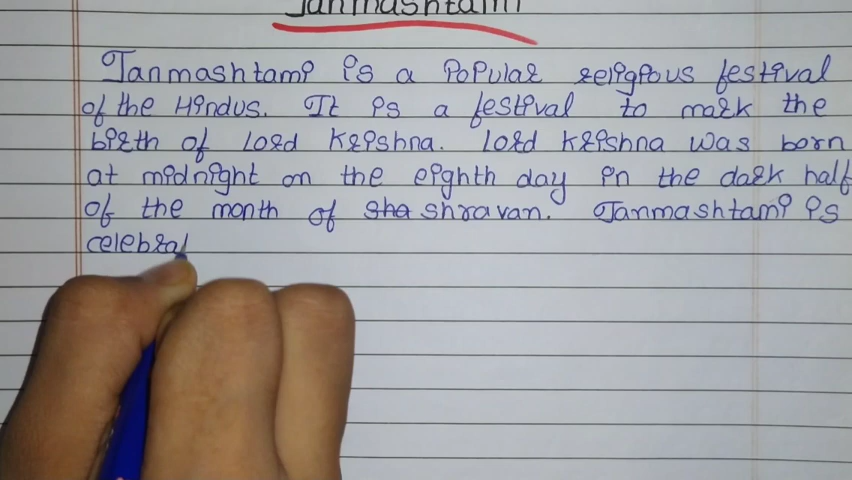 Janmashtami
Janmashtami is a popular religious festival
of the Hindus. It is a festival to mark the
birth of Lord Krishna. Lord Krishna was born
at midnight on the eighth day in the dark half
of the month of sha shravan. Janmashtami is
celebra